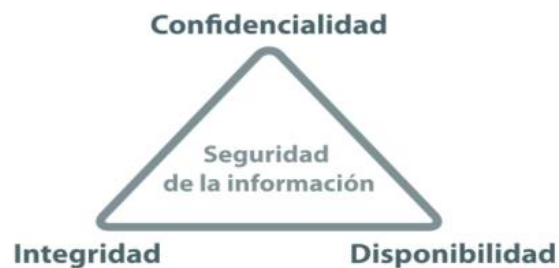 Confidencialidad
Seguridad
de la información
Integridad
Disponibilidad